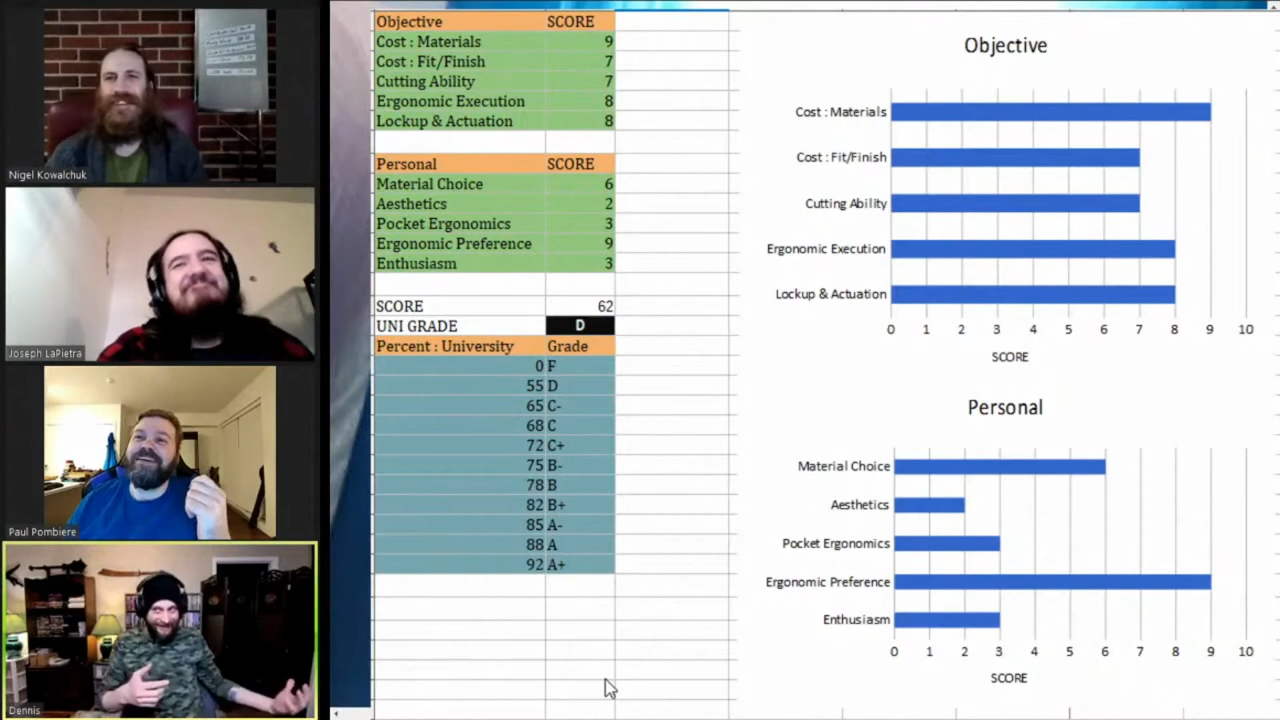 Nigel Kowalchuk
Joseph LaPietra
Paul Pombiere
Dennis
Objective SCORE
Cost : Materials 9
Cost : Fit/Finish 7
Cutting Ability 7
Ergonomic Execution 8
Lockup & Actuation 8
Personal SCORE
Material Choice 6
Aesthetics 2
Pocket Ergonomics 3
Ergonomic Preference 9
Enthusiasm 3
SCORE 62
UNI GRADE D
Percent : University Grade
0 F
55 D
65 C-
68 C
72 C+
75 B-
78 B
82 B+
85 A-
88 A
92 A+
Objective
Cost : Materials
Cost : Fit/Finish
Cutting Ability
Ergonomic Execution
Lockup & Actuation
0 1 2 3 4 5 6 7 8 9 10
SCORE
Personal
Material Choice
Aesthetics
Pocket Ergonomics
Ergonomic Preference
Enthusiasm
0 1 2 3 4 5 6 7 8 9 10
SCORE